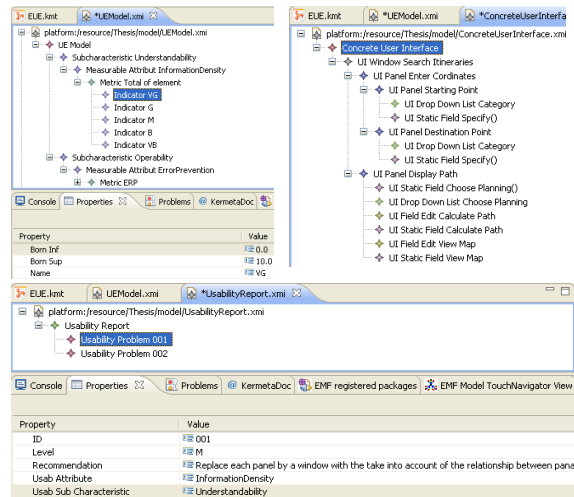 EUE.kmt *UEModel.xmi
platform:/resource/Thesis/model/UEModel.xmi
UE Model
Subcharacteristic Understandability
Measurable Attribut InformationDensity
Metric Total of element
Indicator VG
Indicator G
Indicator M
Indicator B
Indicator VB
Subcharacteristic Operability
Measurable Attribut ErrorPrevention
Metric ERP
Console Properties Problems @ KermetaDoc
Property Value
Born Inf 0.0
Born Sup 10.0
Name VG
EUE.kmt *UEModel.xmi *ConcreteUserInterfa
platform:/resource/Thesis/model/ConcreteUserInterface.xmi
Concrete User Interface
UI Window Search Itineraries
UI Panel Enter Cordinates
UI Panel Starting Point
UI Drop Down List Category
UI Static Field Specify()
UI Panel Destination Point
UI Drop Down List Category
UI Static Field Specify()
UI Panel Display Path
UI Static Field Choose Planning()
UI Drop Down List Choose Planning
UI Field Edit Calculate Path
UI Static Field Calculate Path
UI Field Edit View Map
UI Static Field View Map
EUE.kmt UEModel.xmi *UsabilityReport.xmi
platform:/resource/Thesis/model/UsabilityReport.xmi
Usability Report
Usability Problem 001
Usability Problem 002
Console Properties Problems @ KermetaDoc EMF registered packages EMF Model TouchNavigator View
Property Value
ID 001
Level M
Recommendation Replace each panel by a window with the take into account of the relationship between pana
Usab Attribute InformationDensity
Usab Sub Characteristic Understandability